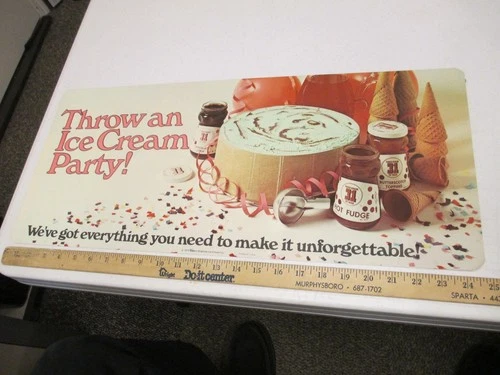 Throw an
Ice Cream
Party!
HOT FUDGE
We've got everything you need to make it unforgettable!
Do it center
MURPHYSBORO • 687-1702
SPARTA • 44